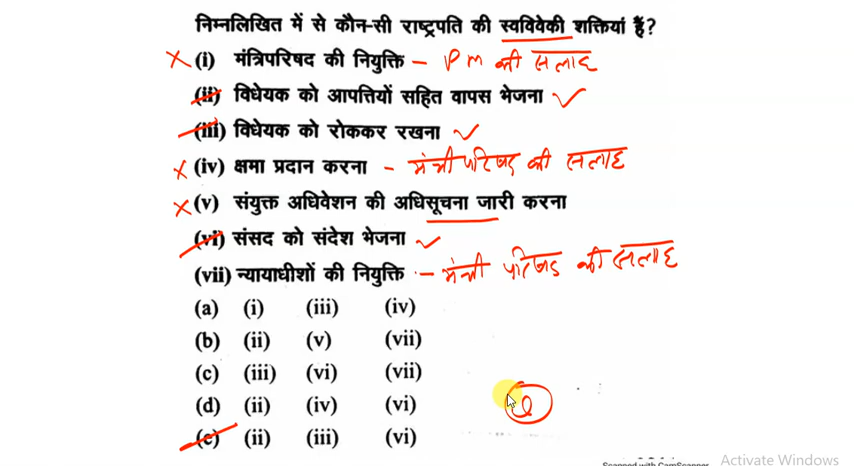 निम्नलिखित में से कौन-सी राष्ट्रपति की स्वविवेकी शक्तियां हैं?
× (i) मंत्रिपरिषद की नियुक्ति - PM की सलाह
(ii) विधेयक को आपत्तियों सहित वापस भेजना ✓
(iii) विधेयक को रोककर रखना ✓
× (iv) क्षमा प्रदान करना - मंत्री परिषद की सलाह
× (v) संयुक्त अधिवेशन की अधिसूचना जारी करना
(vi) संसद को संदेश भेजना ✓
(vii) न्यायाधीशों की नियुक्ति - मंत्री परिषद की सलाह
(a) (i) (iii) (iv)
(b) (ii) (v) (vii)
(c) (iii) (vi) (vii)
(d) (ii) (iv) (vi)
(e) (ii) (iii) (vi)
Activate Windows